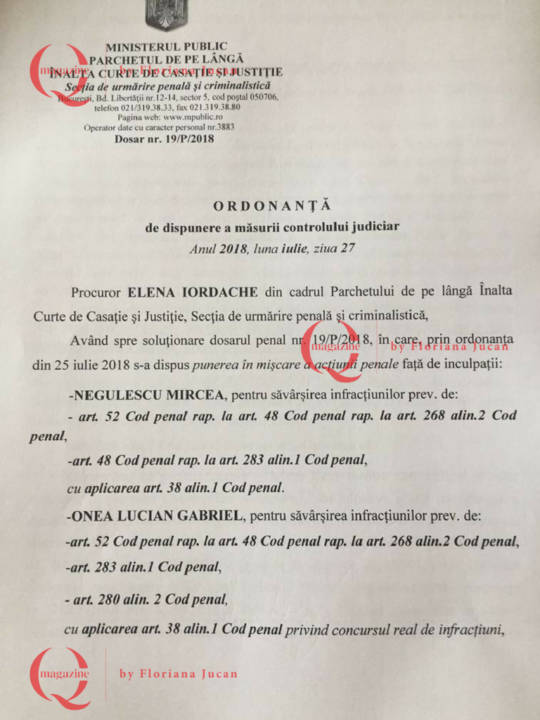 MINISTERUL PUBLIC
PARCHETUL DE PE LÂNGĂ
ÎNALTA CURTE DE CASAȚIE ȘI JUSTIȚIE
Secția de urmărire penală și criminalistică
București, Bd. Libertății nr.12-14, sector 5, cod poștal 050706,
telefon 021/319.38.33, fax 021.319.38.80
Pagina web: www.mpublic.ro
Operator date cu caracter personal nr.3883
Dosar nr. 19/P/2018
Q magazine by Floriana Jucan
ORDONANȚĂ
de dispunere a măsurii controlului judiciar
Anul 2018, luna iulie, ziua 27
Procuror ELENA IORDACHE din cadrul Parchetului de pe lângă Înalta
Curte de Casație și Justiție, Secția de urmărire penală și criminalistică,
Având spre soluționare dosarul penal nr. 19/P/2018, în care, prin ordonanța
din 25 iulie 2018 s-a dispus punerea în mișcare a acțiunii penale față de inculpații:
Q magazine by Floriana Jucan
-NEGULESCU MIRCEA, pentru săvârșirea infracțiunilor prev. de:
- art. 52 Cod penal rap. la art. 48 Cod penal rap. la art. 268 alin.2 Cod
penal,
-art. 48 Cod penal rap. la art. 283 alin.1 Cod penal,
cu aplicarea art. 38 alin.1 Cod penal.
-ONEA LUCIAN GABRIEL, pentru săvârșirea infracțiunilor prev. de:
-art. 52 Cod penal rap. la art. 48 Cod penal rap. la art. 268 alin.2 Cod penal,
-art. 283 alin.1 Cod penal,
- art. 280 alin. 2 Cod penal,
cu aplicarea art. 38 alin.1 Cod penal privind concursul real de infracțiuni,
Q magazine by Floriana Jucan